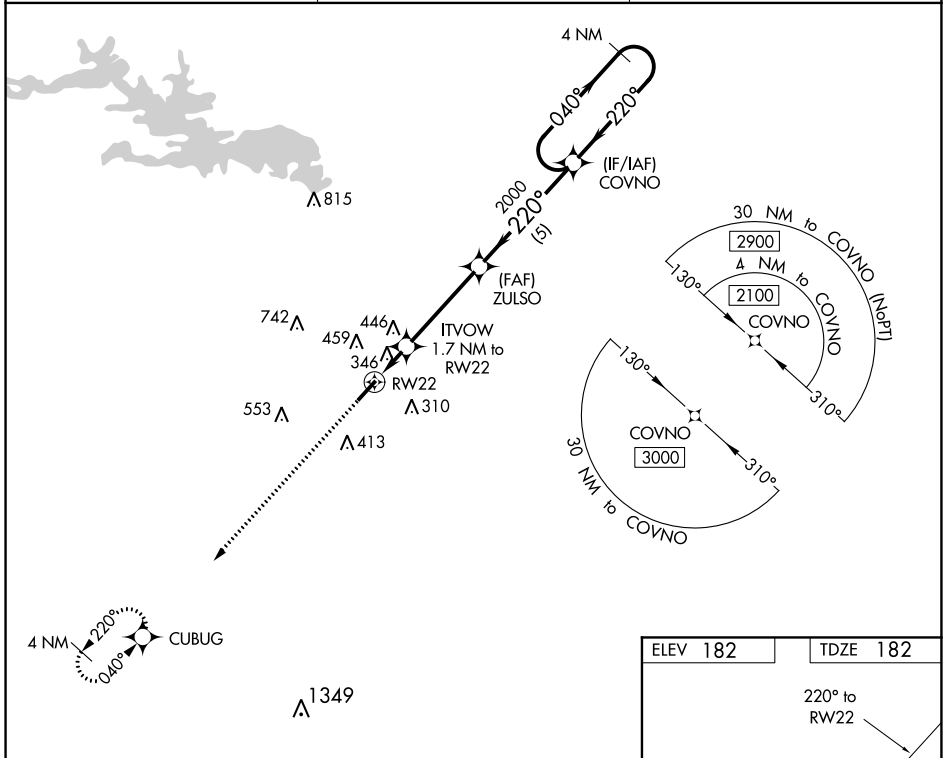 4 NM
040°
220°
(IF/IAF)
COVNO
2000
220°
(5)
815
(FAF)
ZULSO
30 NM to COVNO (NoPT)
2900
4 NM to COVNO
2100
130°
COVNO
310°
742
446
459
346
ITVOW
1.7 NM to
RW22
RW22
310
553
413
130°
COVNO
3000
310°
30 NM to COVNO
4 NM
220°
040°
CUBUG
1349
ELEV 182
TDZE 182
220° to
RW22